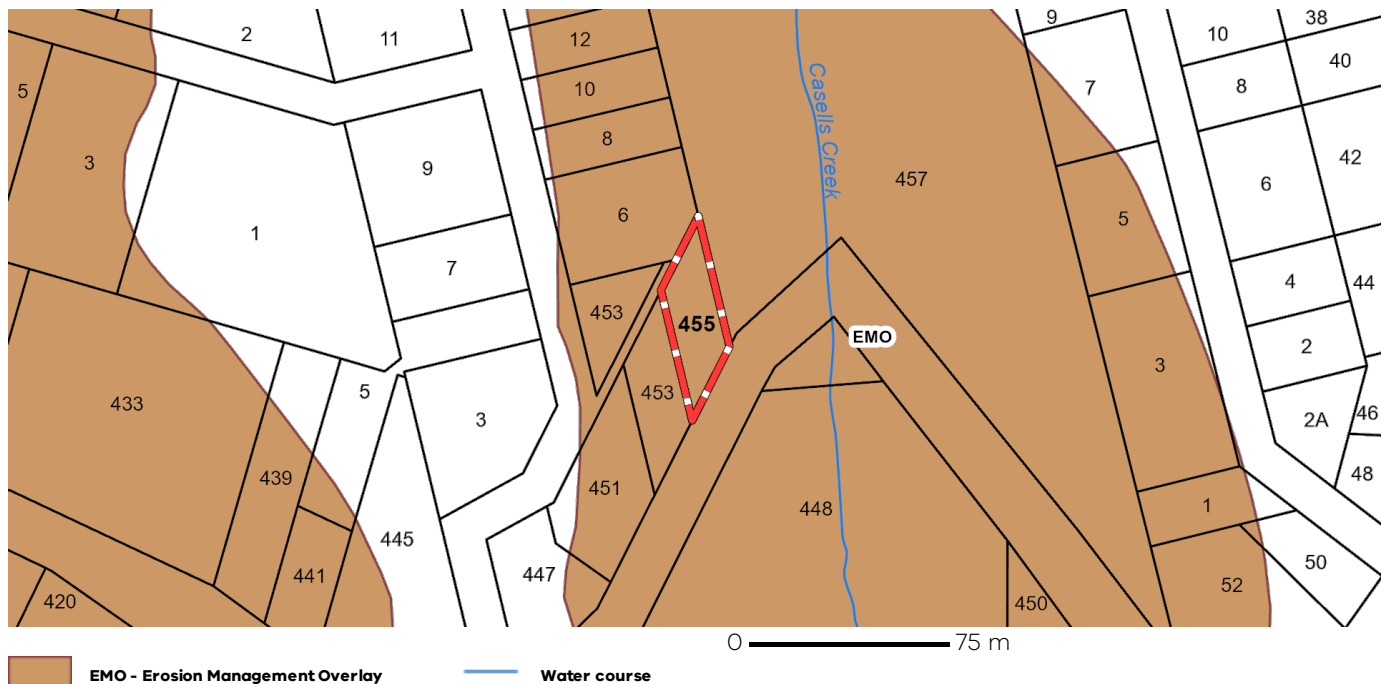 2 11 12 9 10 38
5 10 7 8 40
3 9 8 Casells Creek 457 6 42
1 6 5
7 453 455 EMO 4 44
2
433 5 3 453 3 2A 46
439 451 448 1 48
445 447 50
441 450 52
420
0 75 m
EMO - Erosion Management Overlay Water course